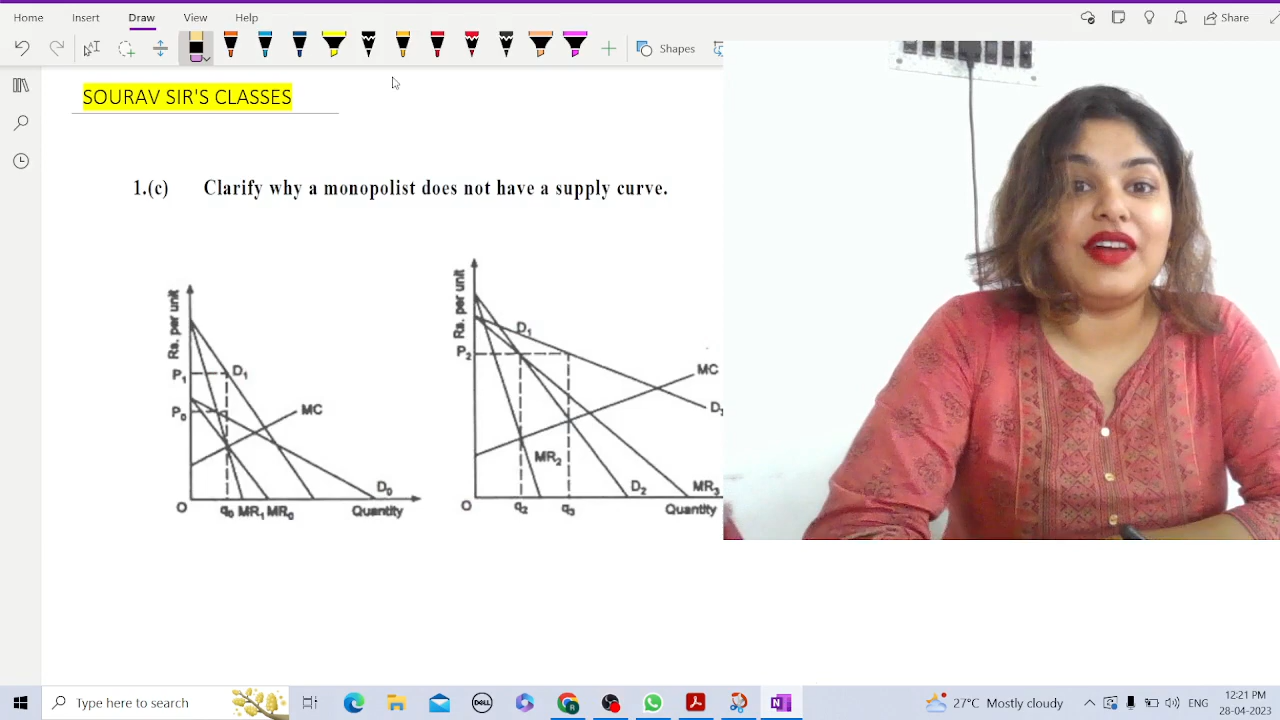 Home Insert Draw View Help Share
Shapes
SOURAV SIR'S CLASSES
1.(c) Clarify why a monopolist does not have a supply curve.
Rs. per unit
P1
D1
P0
MC
D0
O q0 MR1 MR0 Quantity
Rs. per unit
D1
P2
MC
MR2
D2 MR3
O q2 q3 Quantity
Type here to search
DELL
27°C Mostly cloudy
ENG
12:21 PM
28-04-2023